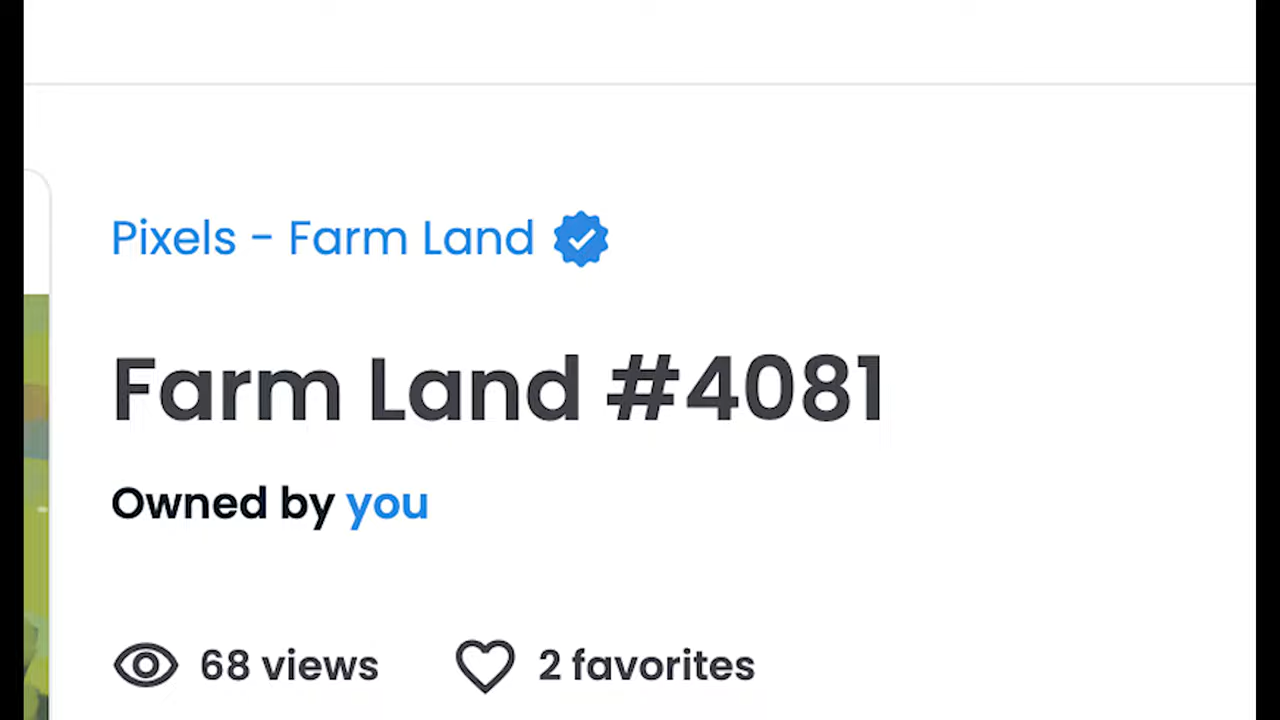 Pixels - Farm Land
Farm Land #4081
Owned by you
68 views 2 favorites